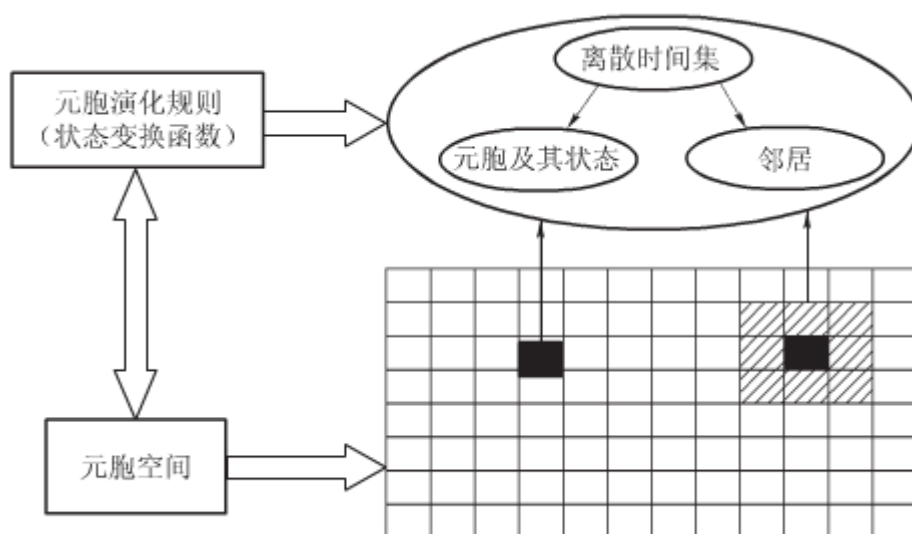 离散时间集
元胞演化规则
（状态变换函数）
元胞及其状态
邻居
元胞空间